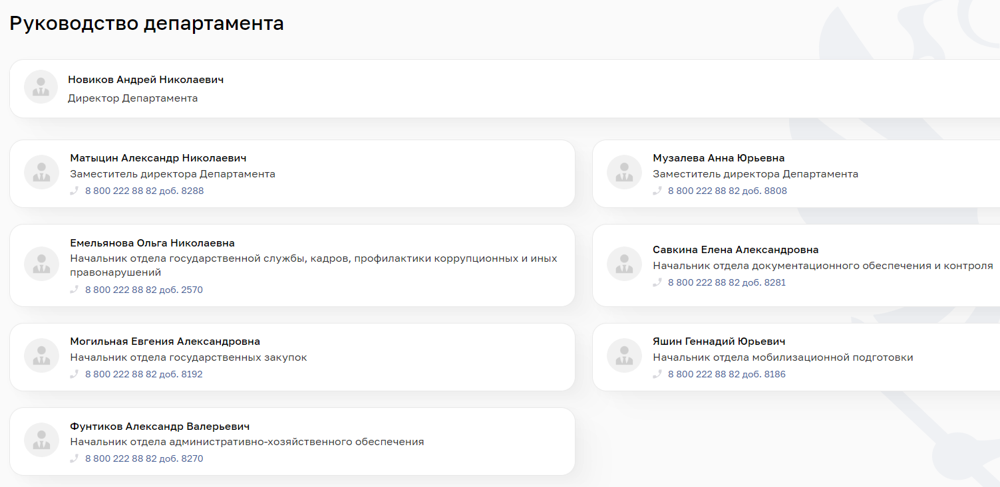 Руководство департамента
Новиков Андрей Николаевич
Директор Департамента
Матыцин Александр Николаевич
Заместитель директора Департамента
8 800 222 88 82 доб. 8288
Музалева Анна Юрьевна
Заместитель директора Департамента
8 800 222 88 82 доб. 8808
Емельянова Ольга Николаевна
Начальник отдела государственной службы, кадров, профилактики коррупционных и иных
правонарушений
8 800 222 88 82 доб. 2570
Савкина Елена Александровна
Начальник отдела документационного обеспечения и контроля
8 800 222 88 82 доб. 8281
Могильная Евгения Александровна
Начальник отдела государственных закупок
8 800 222 88 82 доб. 8192
Яшин Геннадий Юрьевич
Начальник отдела мобилизационной подготовки
8 800 222 88 82 доб. 8186
Фунтиков Александр Валерьевич
Начальник отдела административно-хозяйственного обеспечения
8 800 222 88 82 доб. 8270